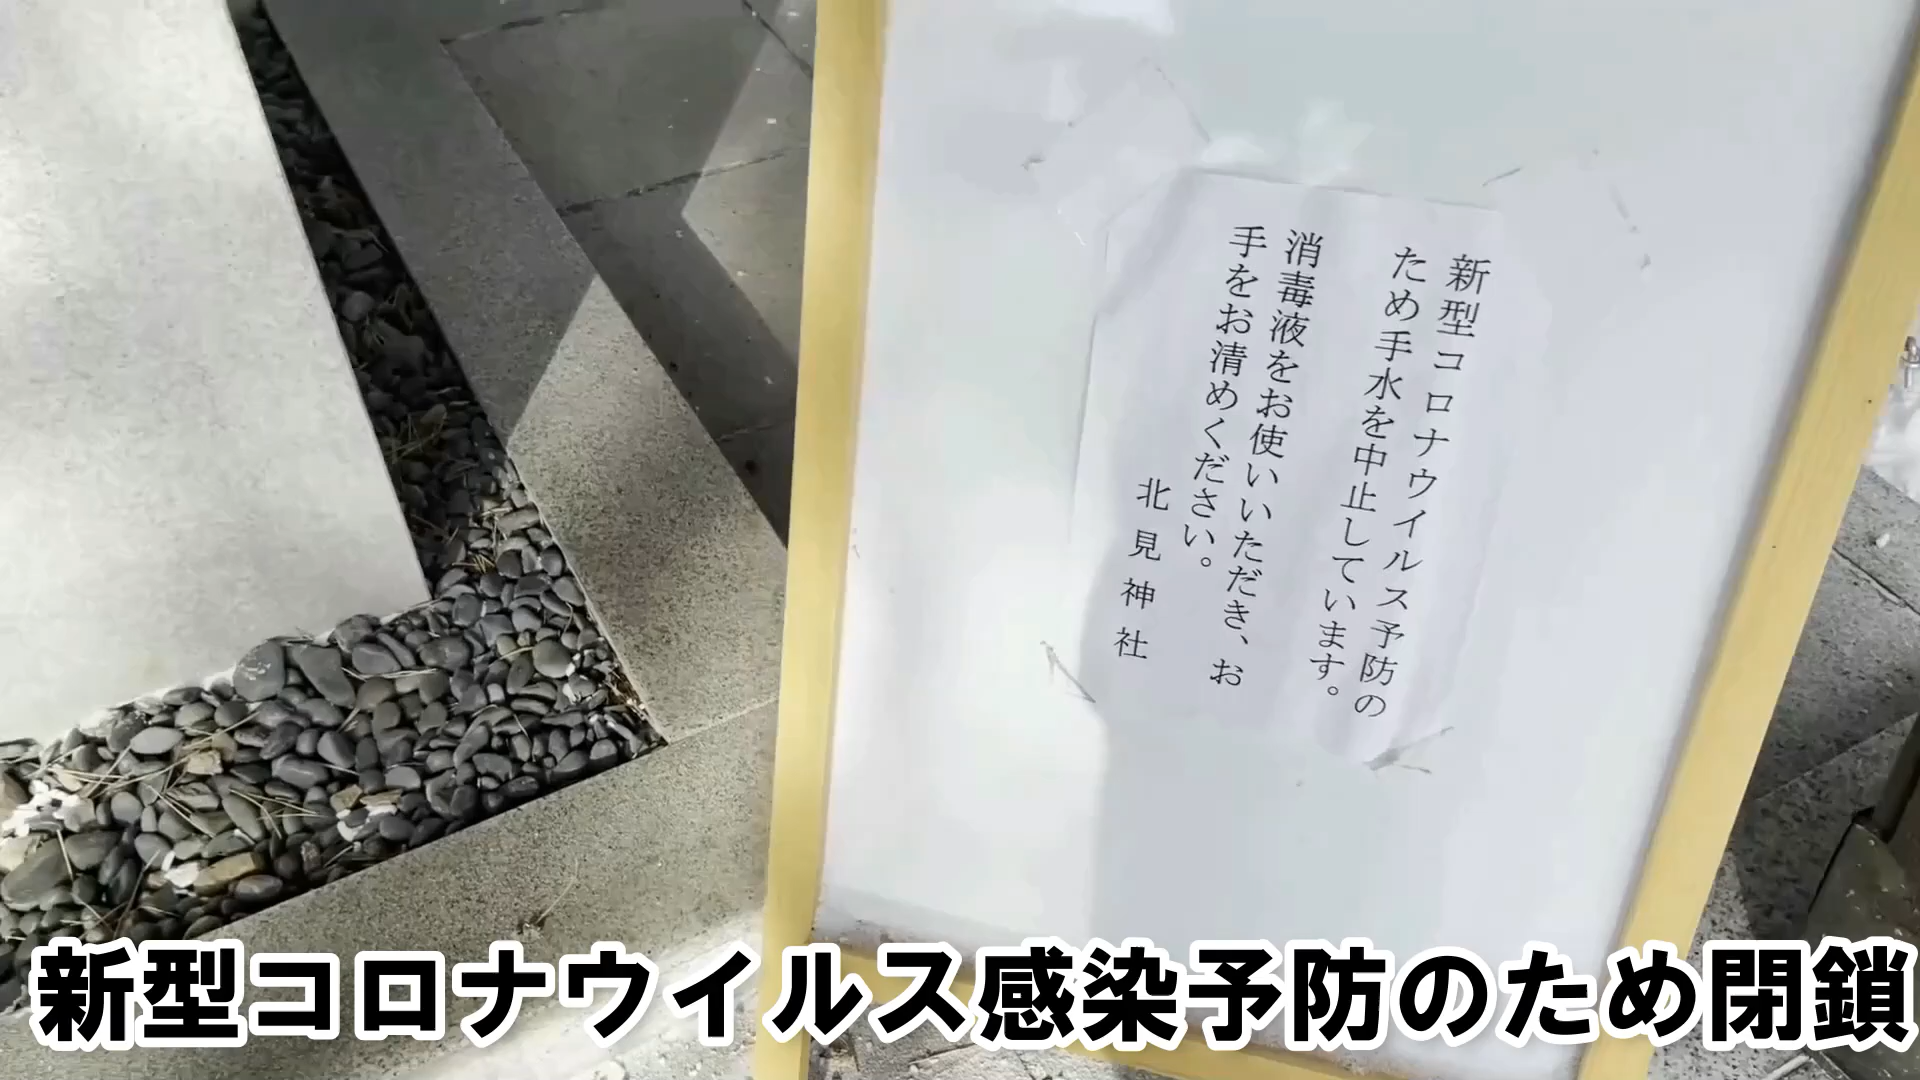 新型コロナウイルス予防の
ため手水を中止しています。
消毒液をお使いいただき、お
手をお清めください。
北見神社
新型コロナウイルス感染予防のため閉鎖